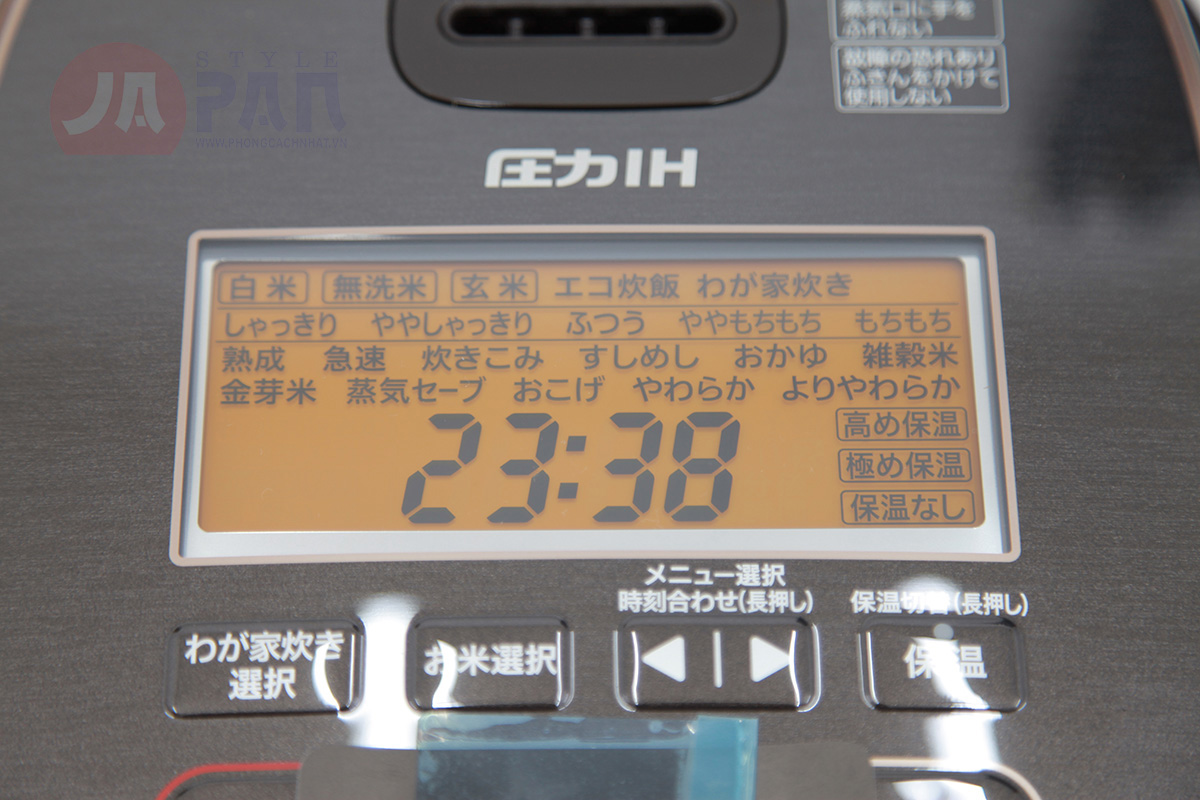 STYLE
JAPAN
WWW.PHONGCACHNHAT.VN
蒸気口に手を
ふれない
故障の恐れあり
ふきんをかけて
使用しない
圧力IH
白米 無洗米 玄米 エコ炊飯 わが家炊き
しゃっきり ややしゃっきり ふつう ややもちもち もちもち
熟成 急速 炊きこみ すしめし おかゆ 雑穀米
金芽米 蒸気セーブ おこげ やわらか よりやわらか
23:38
高め保温
極め保温
保温なし
メニュー選択
時刻合わせ(長押し)
保温切替(長押し)
わが家炊き
選択
お米選択
◀ | ▶
保温